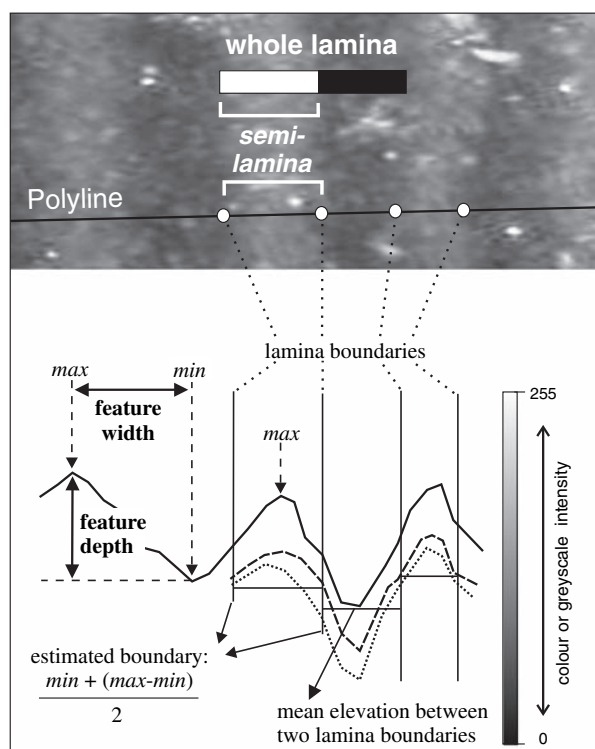 whole lamina
semi-
lamina
Polyline
lamina boundaries
max
min
feature
width
max
feature
depth
255
colour or greyscale intensity
0
estimated boundary:
min + (max-min)
2
mean elevation between
two lamina boundaries